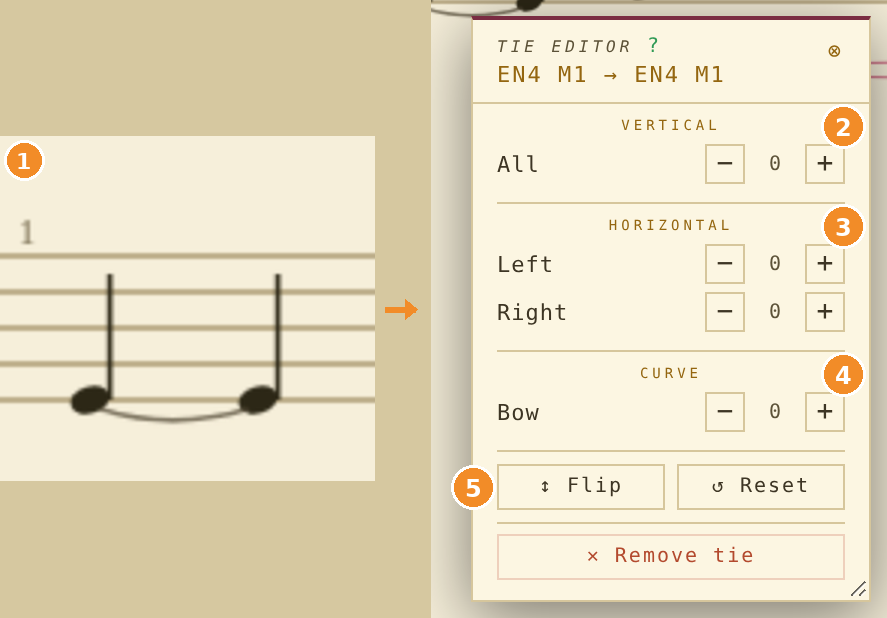 1
1
TIE EDITOR ?
EN4 M1 → EN4 M1
⊗
VERTICAL
2
All − 0 +
HORIZONTAL
3
Left − 0 +
Right − 0 +
CURVE
4
Bow − 0 +
5
↕ Flip
↺ Reset
× Remove tie